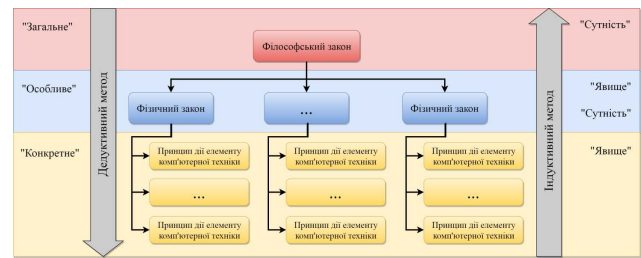 "Загальне"
"Сутність"
Філософський закон
"Особливе"
"Явище"
"Сутність"
Фізичний закон
...
Фізичний закон
"Конкретне"
"Явище"
Принцип дії елементу
комп'ютерної техніки
Принцип дії елементу
комп'ютерної техніки
Принцип дії елементу
комп'ютерної техніки
...
...
...
Принцип дії елементу
комп'ютерної техніки
Принцип дії елементу
комп'ютерної техніки
Принцип дії елементу
комп'ютерної техніки
Дедуктивний метод
Індуктивний метод